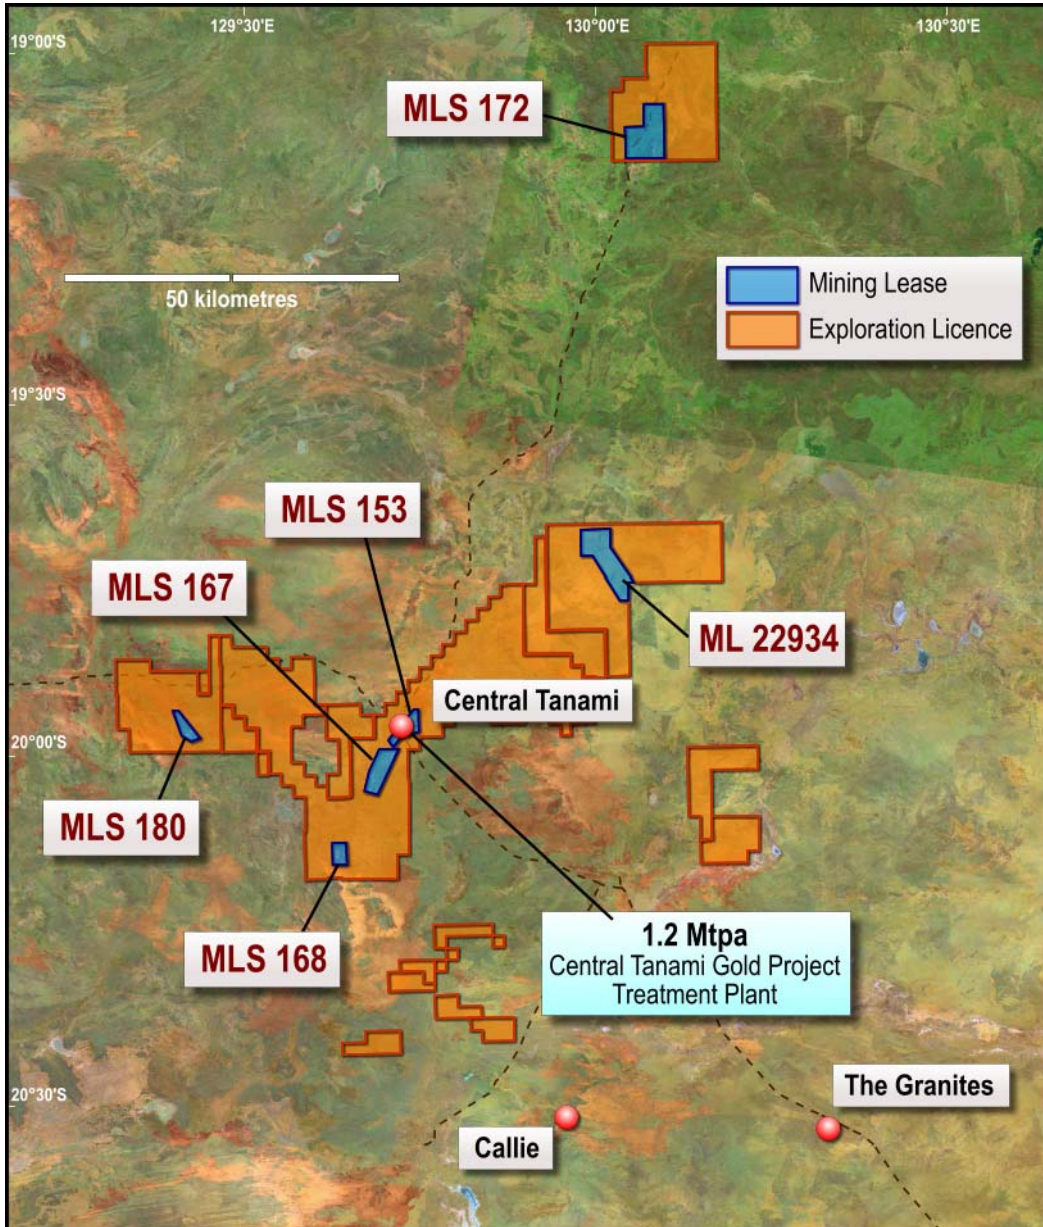 129°30'E
130°00'E
130°30'E
19°00'S
MLS 172
50 kilometres
Mining Lease
Exploration Licence
19°30'S
MLS 153
MLS 167
ML 22934
Central Tanami
20°00'S
MLS 180
MLS 168
1.2 Mtpa
Central Tanami Gold Project
Treatment Plant
20°30'S
The Granites
Callie